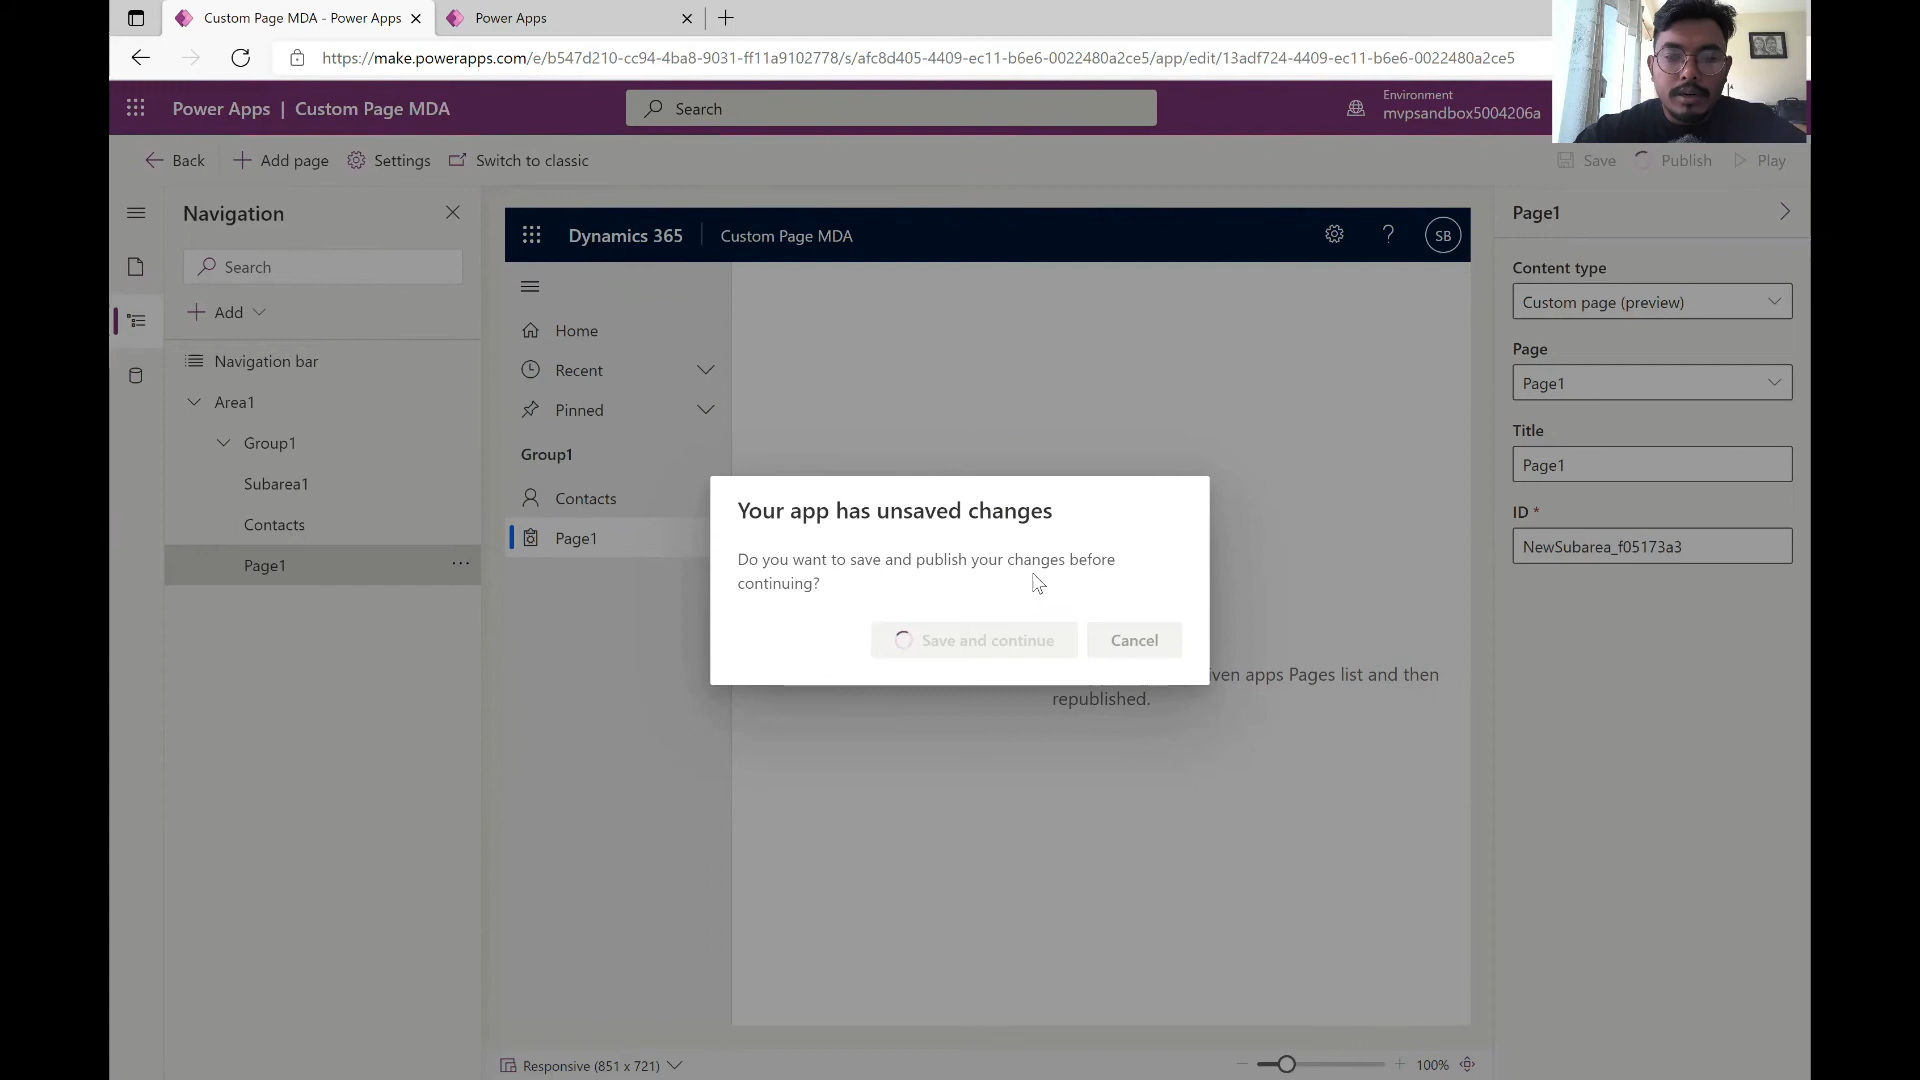 Custom Page MDA - Power Apps
Power Apps
https://make.powerapps.com/e/b547d210-cc94-4ba8-9031-ff11a9102778/s/afc8d405-4409-ec11-b6e6-0022480a2ce5/app/edit/13adf724-4409-ec11-b6e6-0022480a2ce5
Power Apps | Custom Page MDA
Search
Environment
mvpsandbox5004206a
Back
Add page
Settings
Switch to classic
Save
Publish
Play
Navigation
Search
Add
Navigation bar
Area1
Group1
Subarea1
Contacts
Page1
Dynamics 365
Custom Page MDA
SB
Home
Recent
Pinned
Group1
Contacts
Page1
Your app has unsaved changes
Do you want to save and publish your changes before
continuing?
Save and continue
Cancel
apps Pages list and then
republished.
Page1
Content type
Custom page (preview)
Page
Page1
Title
Page1
ID *
NewSubarea_f05173a3
Responsive (851 x 721)
100%